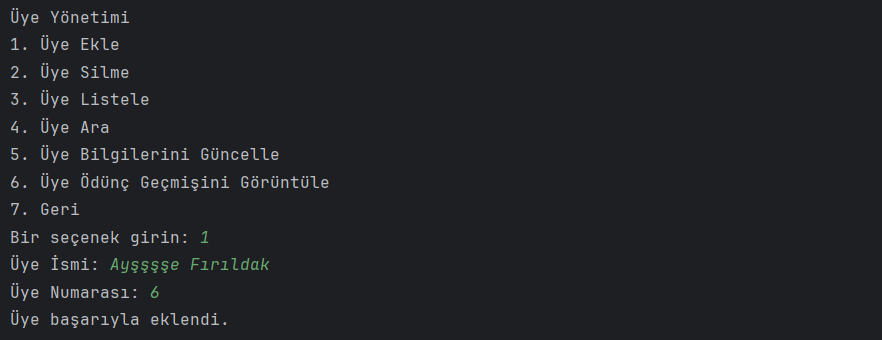 Üye Yönetimi
1. Üye Ekle
2. Üye Silme
3. Üye Listele
4. Üye Ara
5. Üye Bilgilerini Güncelle
6. Üye Ödünç Geçmişini Görüntüle
7. Geri
Bir seçenek girin: 1
Üye İsmi: Ayşşşşe Fırıldak
Üye Numarası: 6
Üye başarıyla eklendi.